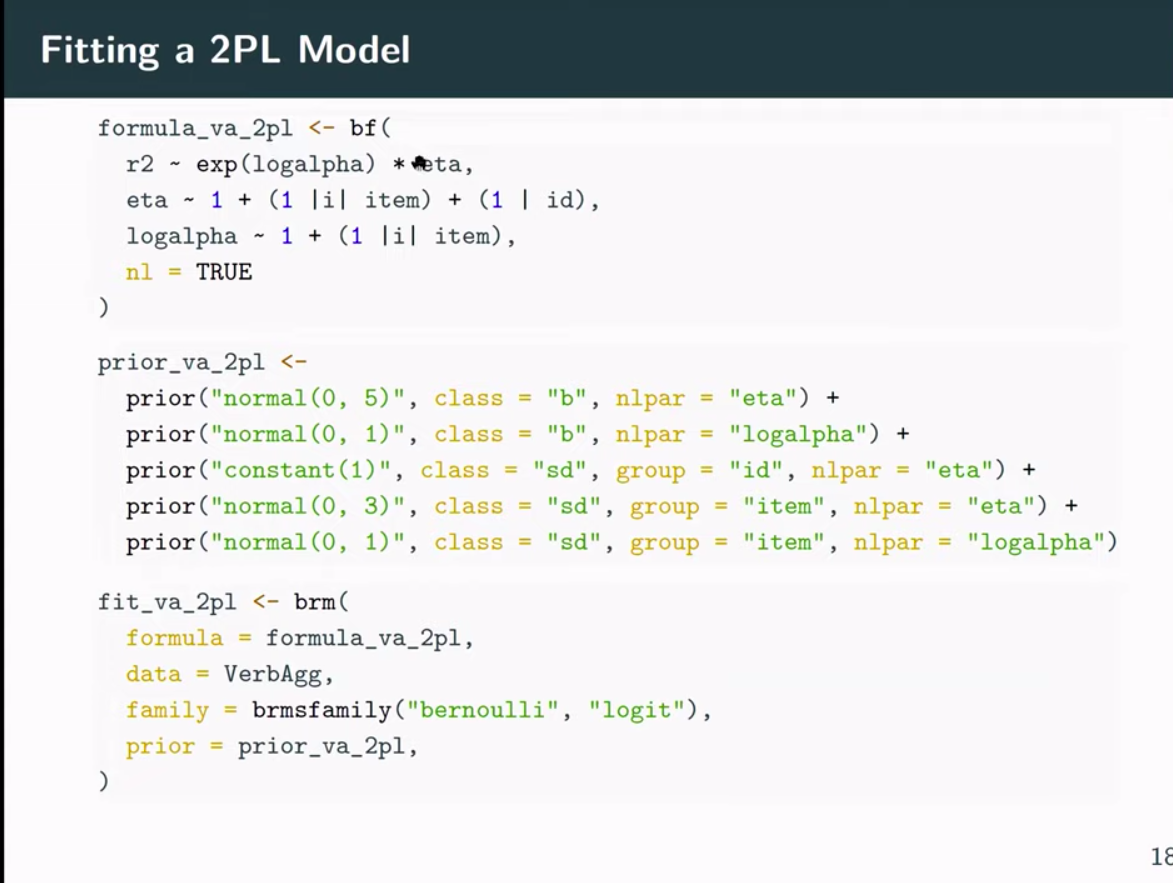 Fitting a 2PL Model
formula_va_2pl <- bf(
r2 ~ exp(logalpha) * eta,
eta ~ 1 + (1 |i| item) + (1 | id),
logalpha ~ 1 + (1 |i| item),
nl = TRUE
)
prior_va_2pl <-
prior("normal(0, 5)", class = "b", nlpar = "eta") +
prior("normal(0, 1)", class = "b", nlpar = "logalpha") +
prior("constant(1)", class = "sd", group = "id", nlpar = "eta") +
prior("normal(0, 3)", class = "sd", group = "item", nlpar = "eta") +
prior("normal(0, 1)", class = "sd", group = "item", nlpar = "logalpha")
fit_va_2pl <- brm(
formula = formula_va_2pl,
data = VerbAgg,
family = brmsfamily("bernoulli", "logit"),
prior = prior_va_2pl,
)
18